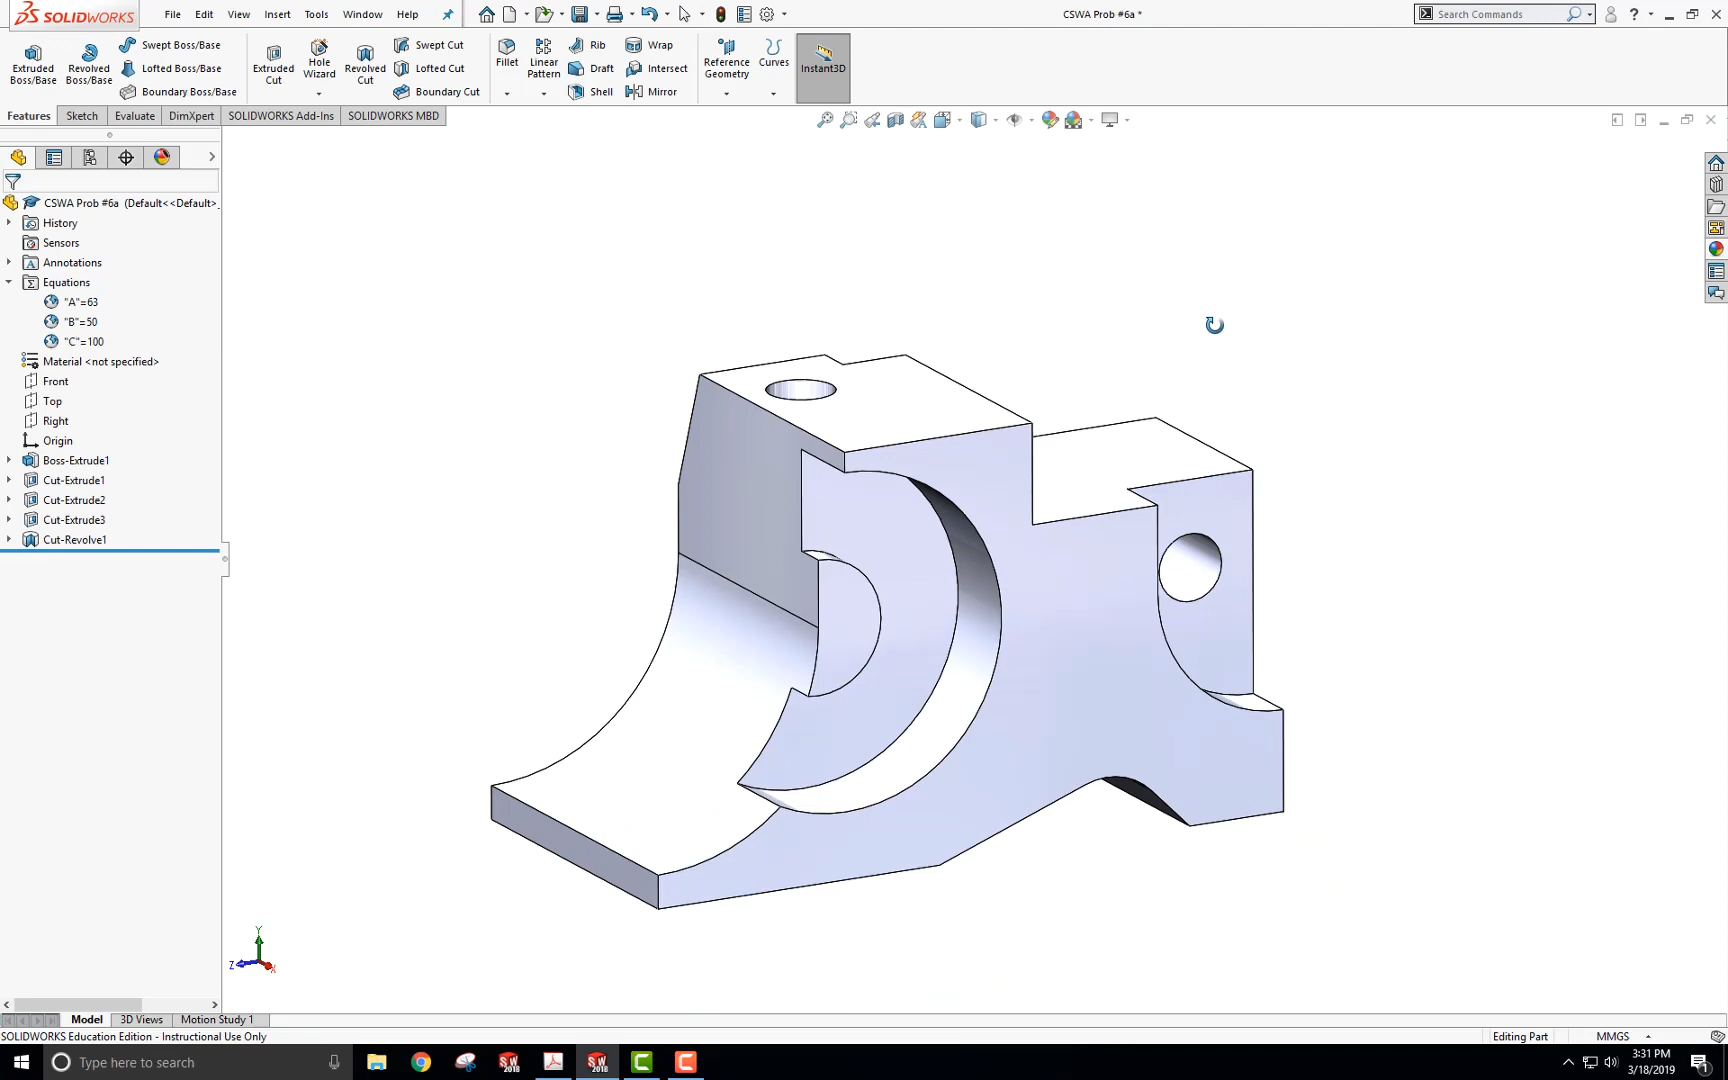 SOLIDWORKS File Edit View Insert Tools Window Help CSWA Prob #6a * Search Commands ?
Extruded Boss/Base Revolved Boss/Base Swept Boss/Base Lofted Boss/Base Boundary Boss/Base Extruded Cut Hole Wizard Revolved Cut Swept Cut Lofted Cut Boundary Cut Fillet Linear Pattern Rib Draft Shell Wrap Intersect Mirror Reference Geometry Curves Instant3D
Features Sketch Evaluate DimXpert SOLIDWORKS Add-Ins SOLIDWORKS MBD
CSWA Prob #6a (Default<<Default>_
History
Sensors
Annotations
Equations
"A"=63
"B"=50
"C"=100
Material <not specified>
Front
Top
Right
Origin
Boss-Extrude1
Cut-Extrude1
Cut-Extrude2
Cut-Extrude3
Cut-Revolve1
Y
Z X
Model 3D Views Motion Study 1
SOLIDWORKS Education Edition - Instructional Use Only Editing Part MMGS
Type here to search
SW 2018 SW 2018
3:31 PM
3/18/2019
1